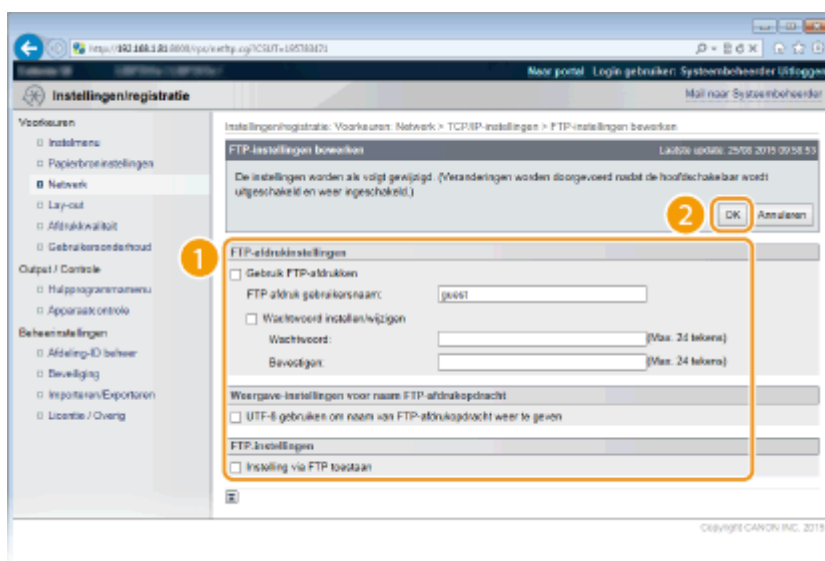 Naar portal Login gebruiker: Systeembeheerder Uitloggen
Instellingen/registratie
Mail naar Systeembeheerder
Voorkeuren
Instelmenu
Papierbroninstellingen
Netwerk
Lay-out
Afdrukkwaliteit
Gebruikersonderhoud
Output / Controle
Hulpprogrammamenu
Apparaatcontrole
Beheerinstellingen
Afdeling-ID beheer
Beveiliging
Importeren/Exporteren
Licentie / Overig
Instellingen/registratie: Voorkeuren: Netwerk > TCP/IP-instellingen > FTP-instellingen bewerken
FTP-instellingen bewerken
Laatste update: 25/08 2015 09:58:53
De instellingen worden als volgt gewijzigd. (Veranderingen worden doorgevoerd nadat de hoofdschakelaar wordt
uitgeschakeld en weer ingeschakeld.)
2 OK Annuleren
1
FTP-afdrukinstellingen
Gebruik FTP-afdrukken
FTP afdruk gebruikersnaam: guest
Wachtwoord instellen/wijzigen
Wachtwoord: (Max. 24 tekens)
Bevestigen: (Max. 24 tekens)
Weergave-instellingen voor naam FTP-afdrukopdracht
UTF-8 gebruiken om naam van FTP-afdrukopdracht weer te geven
FTP-instellingen
Instelling via FTP toestaan
Copyright CANON INC. 2015